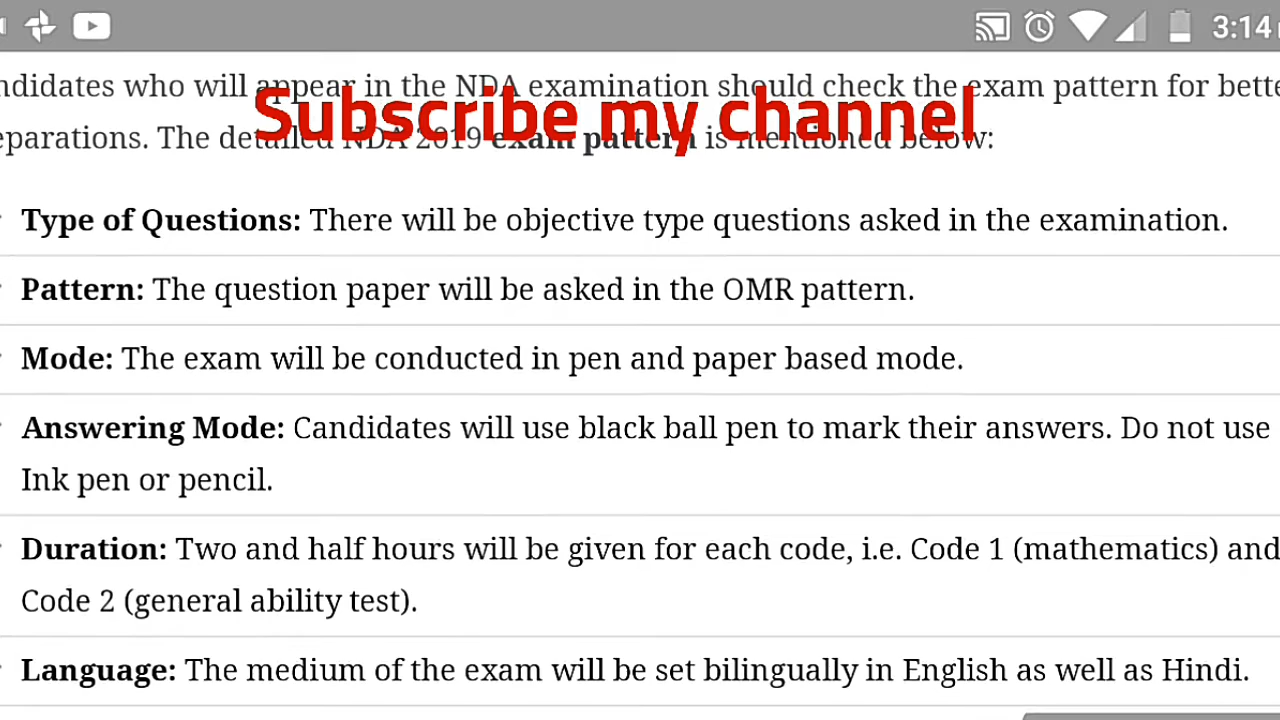 3:14
ndidates who will appear in the NDA examination should check the exam pattern for bette
Subscribe my channel
eparations. The detailed NDA 2019 exam pattern is mentioned below:
Type of Questions: There will be objective type questions asked in the examination.
Pattern: The question paper will be asked in the OMR pattern.
Mode: The exam will be conducted in pen and paper based mode.
Answering Mode: Candidates will use black ball pen to mark their answers. Do not use
Ink pen or pencil.
Duration: Two and half hours will be given for each code, i.e. Code 1 (mathematics) and
Code 2 (general ability test).
Language: The medium of the exam will be set bilingually in English as well as Hindi.